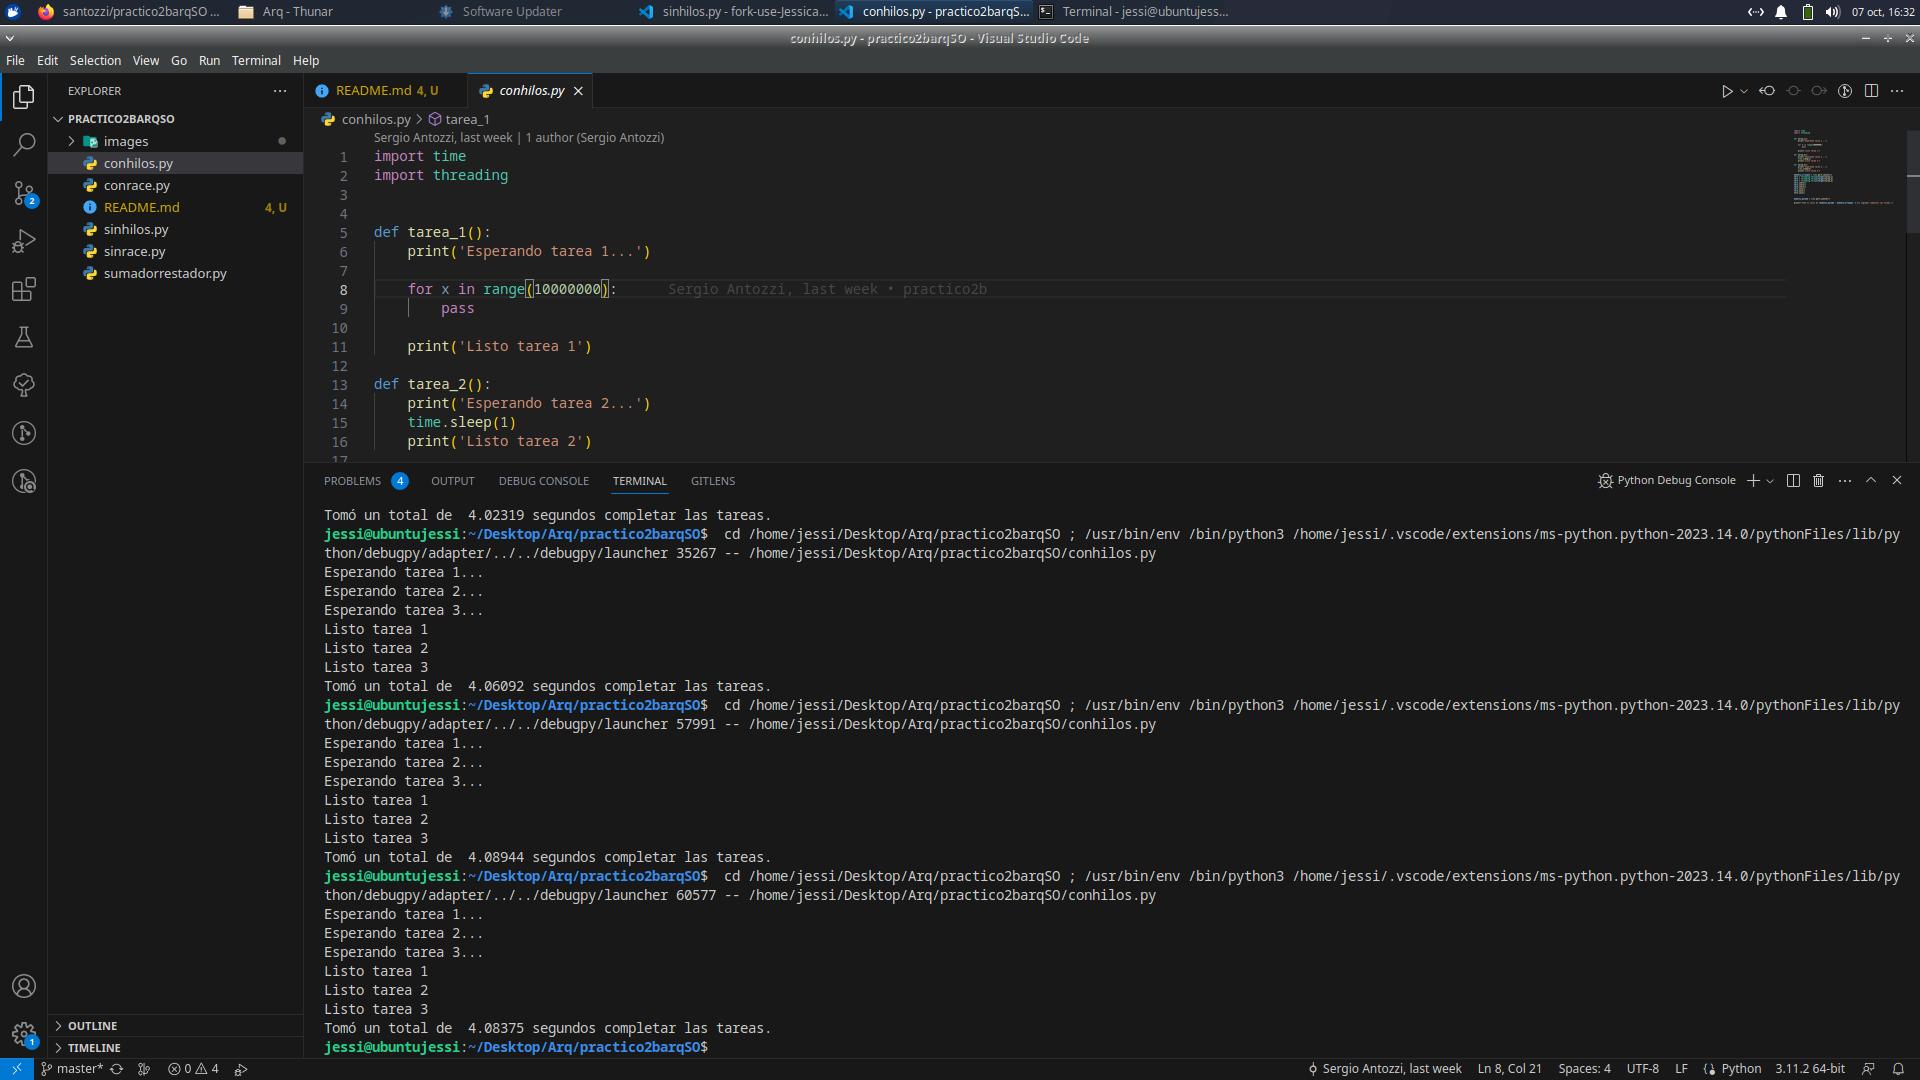 santozzi/practico2barqSO ... Arq - Thunar Software Updater sinhilos.py - fork-use-Jessica... conhilos.py - practico2barqS... Terminal - jessi@ubuntujess... 07 oct, 16:32
conhilos.py - practico2barqSO - Visual Studio Code
File Edit Selection View Go Run Terminal Help
EXPLORER
PRACTICO2BARQSO
images
conhilos.py
conrace.py
README.md 4, U
sinhilos.py
sinrace.py
sumadorrestador.py
OUTLINE
TIMELINE
2
1
README.md 4, U conhilos.py
conhilos.py > tarea_1
Sergio Antozzi, last week | 1 author (Sergio Antozzi)
1 import time
2 import threading
3
4
5 def tarea_1():
6 print('Esperando tarea 1...')
7
8 for x in range(10000000): Sergio Antozzi, last week • practico2b
9 pass
10
11 print('Listo tarea 1')
12
13 def tarea_2():
14 print('Esperando tarea 2...')
15 time.sleep(1)
16 print('Listo tarea 2')
17
PROBLEMS 4 OUTPUT DEBUG CONSOLE TERMINAL GITLENS Python Debug Console
Tomó un total de  4.02319 segundos completar las tareas.
jessi@ubuntujessi:~/Desktop/Arq/practico2barqSO$  cd /home/jessi/Desktop/Arq/practico2barqSO ; /usr/bin/env /bin/python3 /home/jessi/.vscode/extensions/ms-python.python-2023.14.0/pythonFiles/lib/py
thon/debugpy/adapter/../../debugpy/launcher 35267 -- /home/jessi/Desktop/Arq/practico2barqSO/conhilos.py
Esperando tarea 1...
Esperando tarea 2...
Esperando tarea 3...
Listo tarea 1
Listo tarea 2
Listo tarea 3
Tomó un total de  4.06092 segundos completar las tareas.
jessi@ubuntujessi:~/Desktop/Arq/practico2barqSO$  cd /home/jessi/Desktop/Arq/practico2barqSO ; /usr/bin/env /bin/python3 /home/jessi/.vscode/extensions/ms-python.python-2023.14.0/pythonFiles/lib/py
thon/debugpy/adapter/../../debugpy/launcher 57991 -- /home/jessi/Desktop/Arq/practico2barqSO/conhilos.py
Esperando tarea 1...
Esperando tarea 2...
Esperando tarea 3...
Listo tarea 1
Listo tarea 2
Listo tarea 3
Tomó un total de  4.08944 segundos completar las tareas.
jessi@ubuntujessi:~/Desktop/Arq/practico2barqSO$  cd /home/jessi/Desktop/Arq/practico2barqSO ; /usr/bin/env /bin/python3 /home/jessi/.vscode/extensions/ms-python.python-2023.14.0/pythonFiles/lib/py
thon/debugpy/adapter/../../debugpy/launcher 60577 -- /home/jessi/Desktop/Arq/practico2barqSO/conhilos.py
Esperando tarea 1...
Esperando tarea 2...
Esperando tarea 3...
Listo tarea 1
Listo tarea 2
Listo tarea 3
Tomó un total de  4.08375 segundos completar las tareas.
jessi@ubuntujessi:~/Desktop/Arq/practico2barqSO$
master* 0 4 Sergio Antozzi, last week Ln 8, Col 21 Spaces: 4 UTF-8 LF Python 3.11.2 64-bit